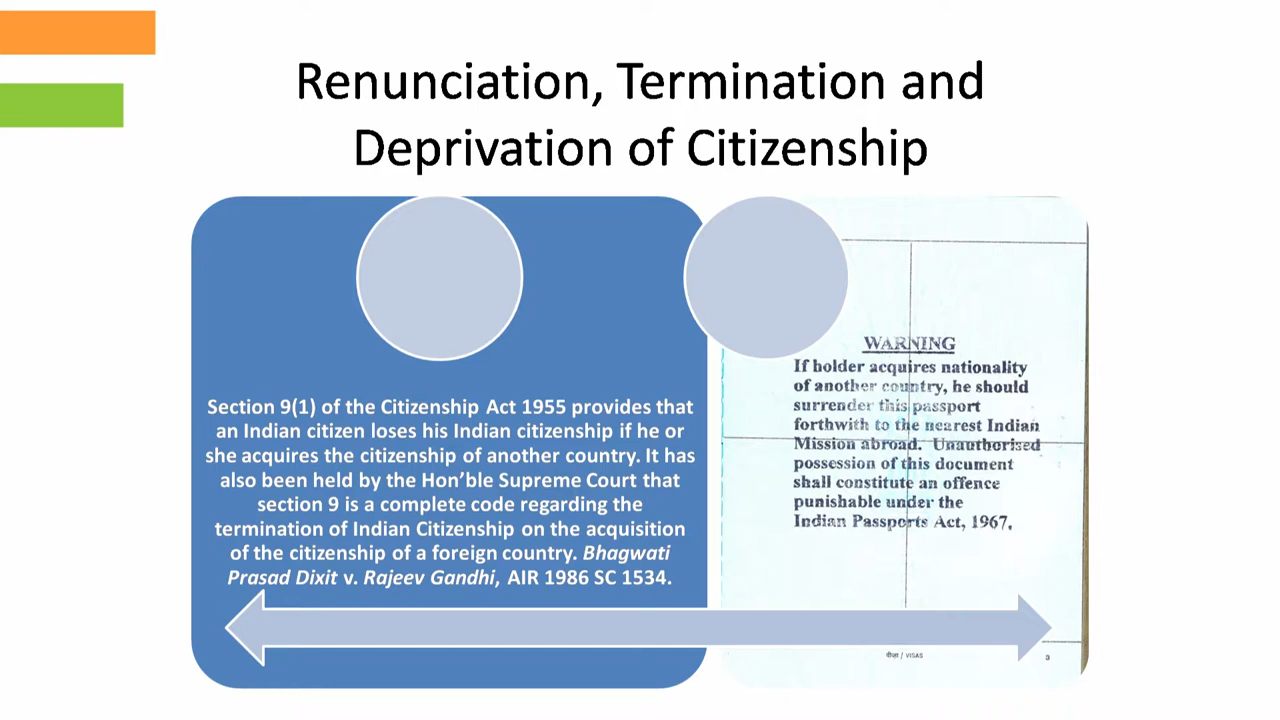 Renunciation, Termination and
Deprivation of Citizenship
Section 9(1) of the Citizenship Act 1955 provides that
an Indian citizen loses his Indian citizenship if he or
she acquires the citizenship of another country. It has
also been held by the Hon’ble Supreme Court that
section 9 is a complete code regarding the
termination of Indian Citizenship on the acquisition
of the citizenship of a foreign country. Bhagwati
Prasad Dixit v. Rajeev Gandhi, AIR 1986 SC 1534.
WARNING
If holder acquires nationality
of another country, he should
surrender this passport
forthwith to the nearest Indian
Mission abroad. Unauthorised
possession of this document
shall constitute an offence
punishable under the
Indian Passports Act, 1967.
वीज़ा / VISAS
3